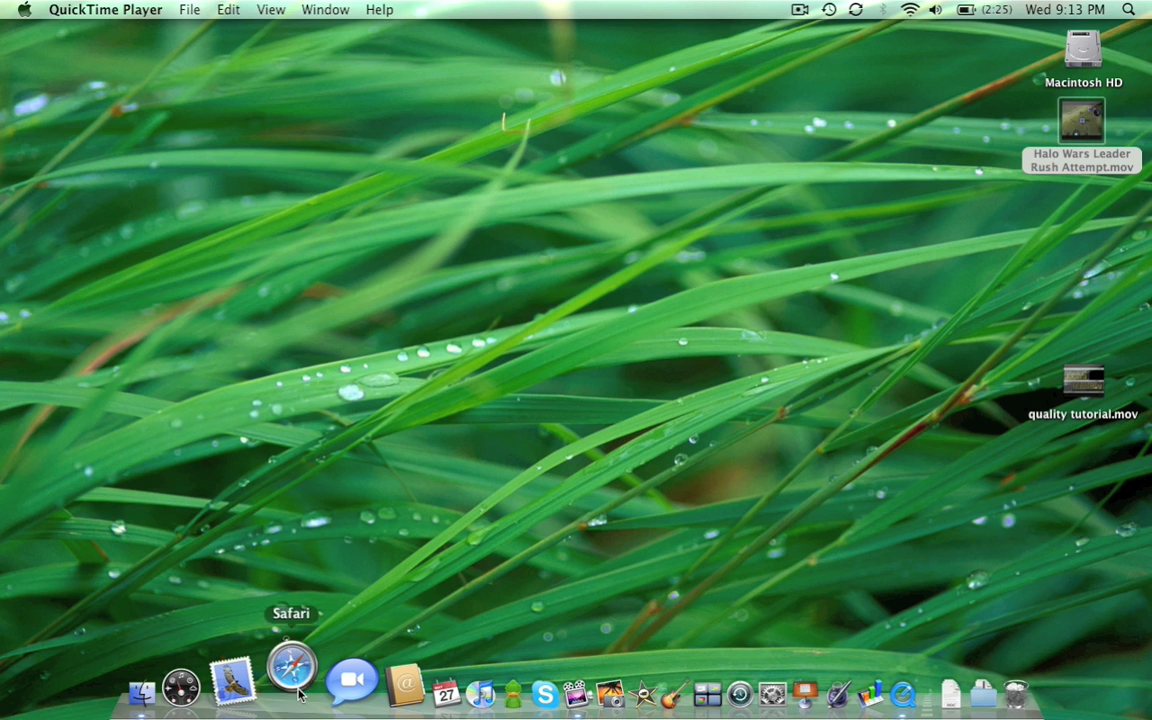 QuickTime Player File Edit View Window Help (2:25) Wed 9:13 PM
Macintosh HD
Halo Wars Leader
Rush Attempt.mov
quality tutorial.mov
Safari
27